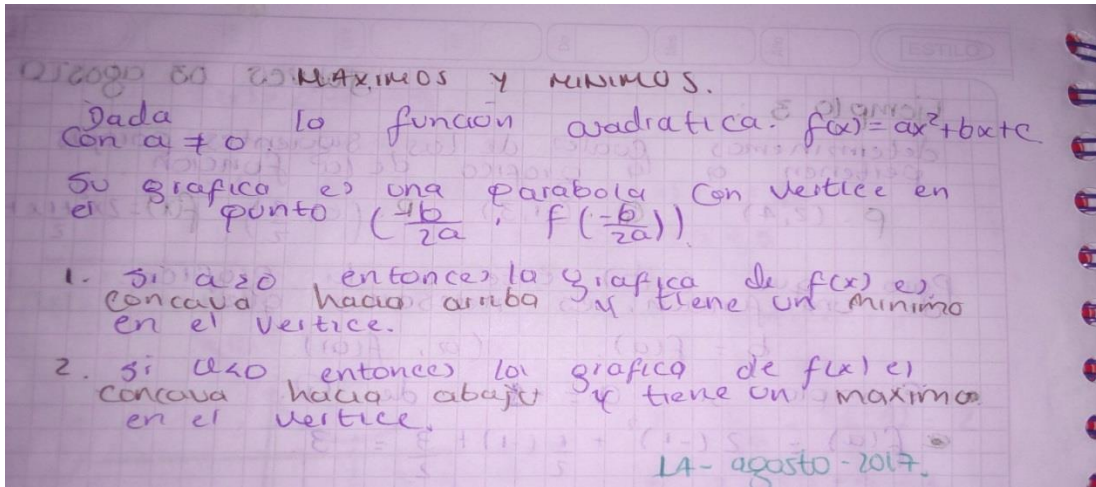 MAXIMOS Y MINIMOS.
Dada la funcion cuadratica. f(x) = ax²+bx+c
Con a ≠ 0.
Su grafica es una parabola con vertice en
el punto (-b/2a , f(-b/2a))
1. Si a>0 entonces la grafica de f(x) es
concava hacia arriba y tiene un minimo
en el vertice.
2. Si a<0 entonces la grafica de f(x) es
concava hacia abajo y tiene un maximo
en el vertice.
14-agosto-2017.